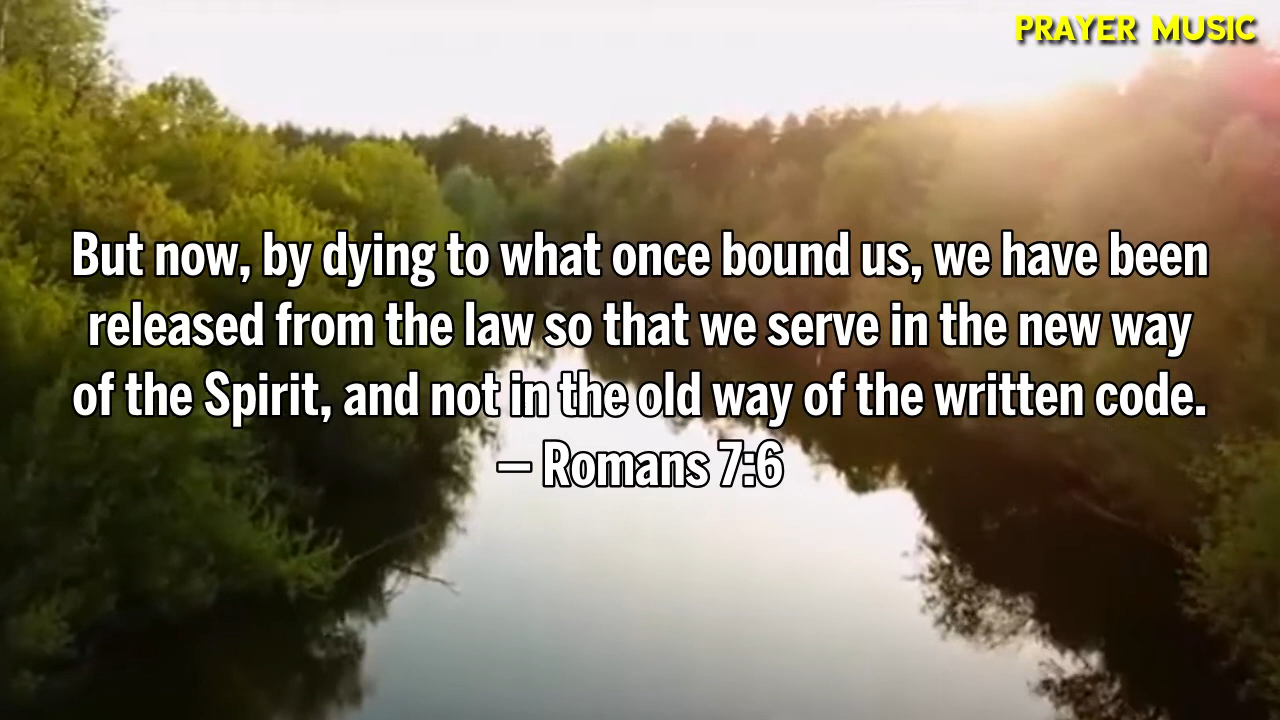 PRAYER MUSIC
But now, by dying to what once bound us, we have been
released from the law so that we serve in the new way
of the Spirit, and not in the old way of the written code.
— Romans 7:6